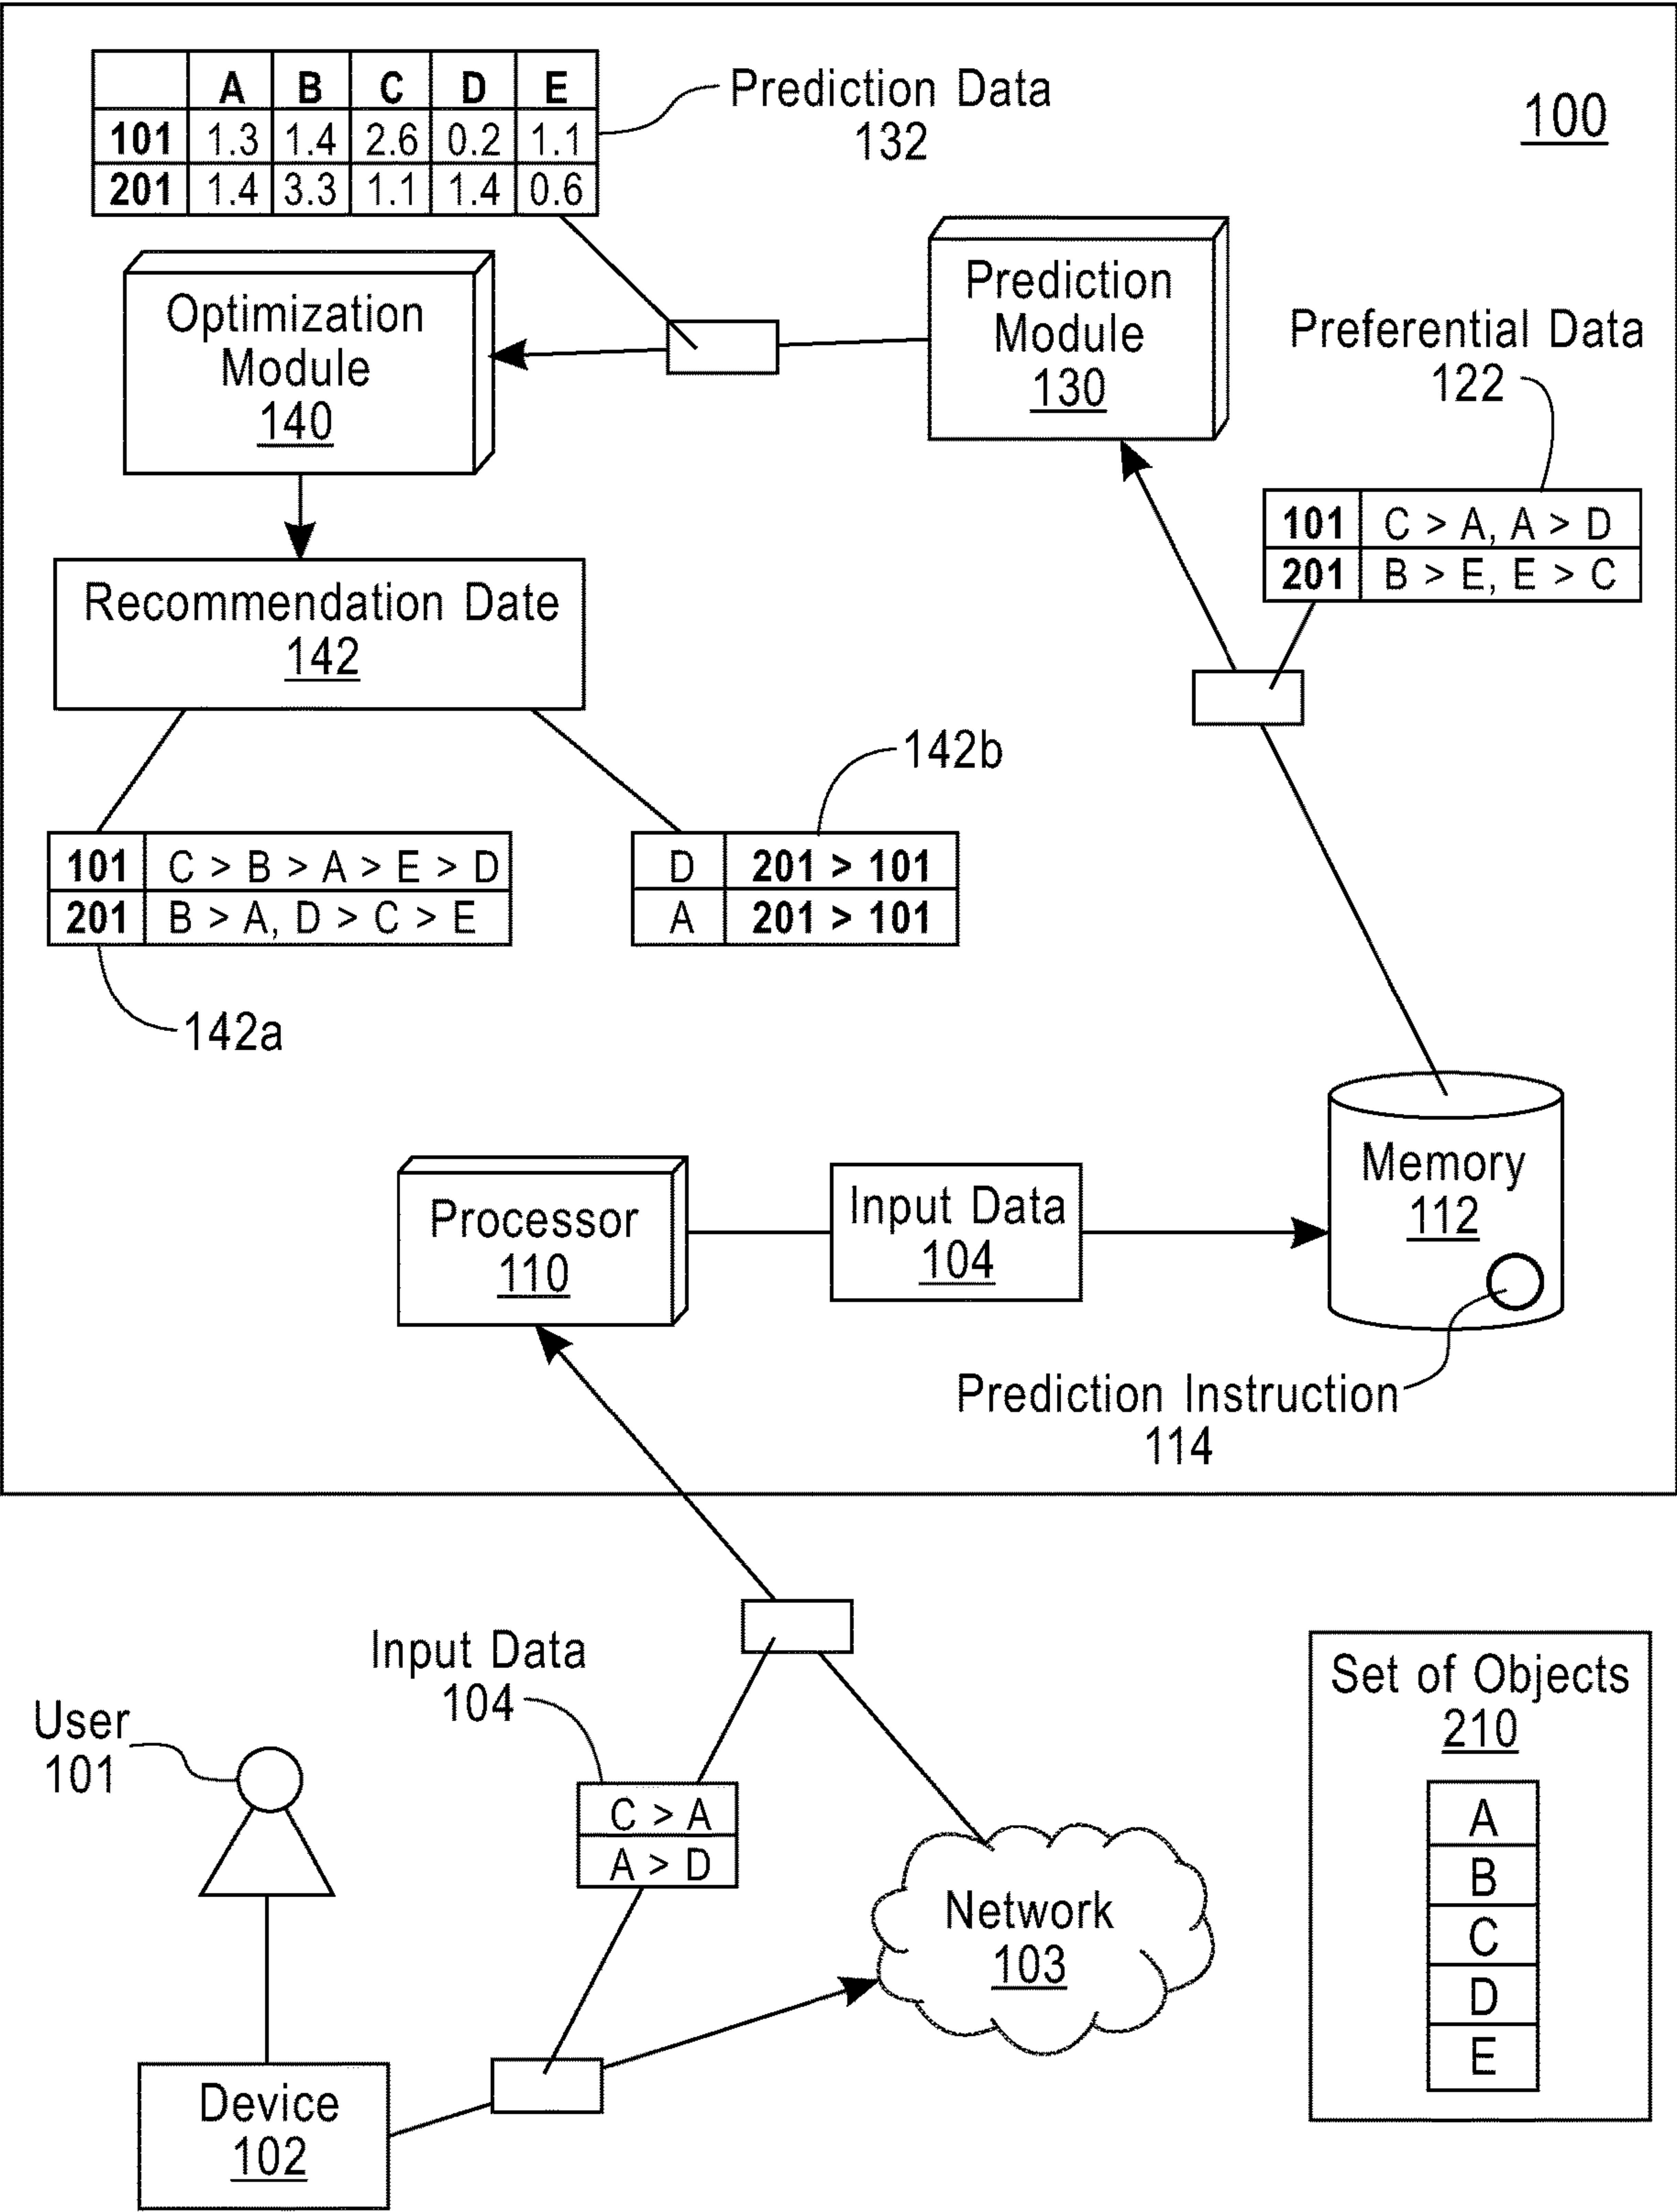 A B C D E
101 1.3 1.4 2.6 0.2 1.1
201 1.4 3.3 1.1 1.4 0.6
Prediction Data
132
100
Optimization
Module
140
Prediction
Module
130
Preferential Data
122
101 C > A, A > D
201 B > E, E > C
Recommendation Date
142
142b
101 C > B > A > E > D
201 B > A, D > C > E
D 201 > 101
A 201 > 101
142a
Processor
110
Input Data
104
Memory
112
Prediction Instruction
114
Input Data
104
User
101
C > A
A > D
Network
103
Device
102
Set of Objects
210
A
B
C
D
E